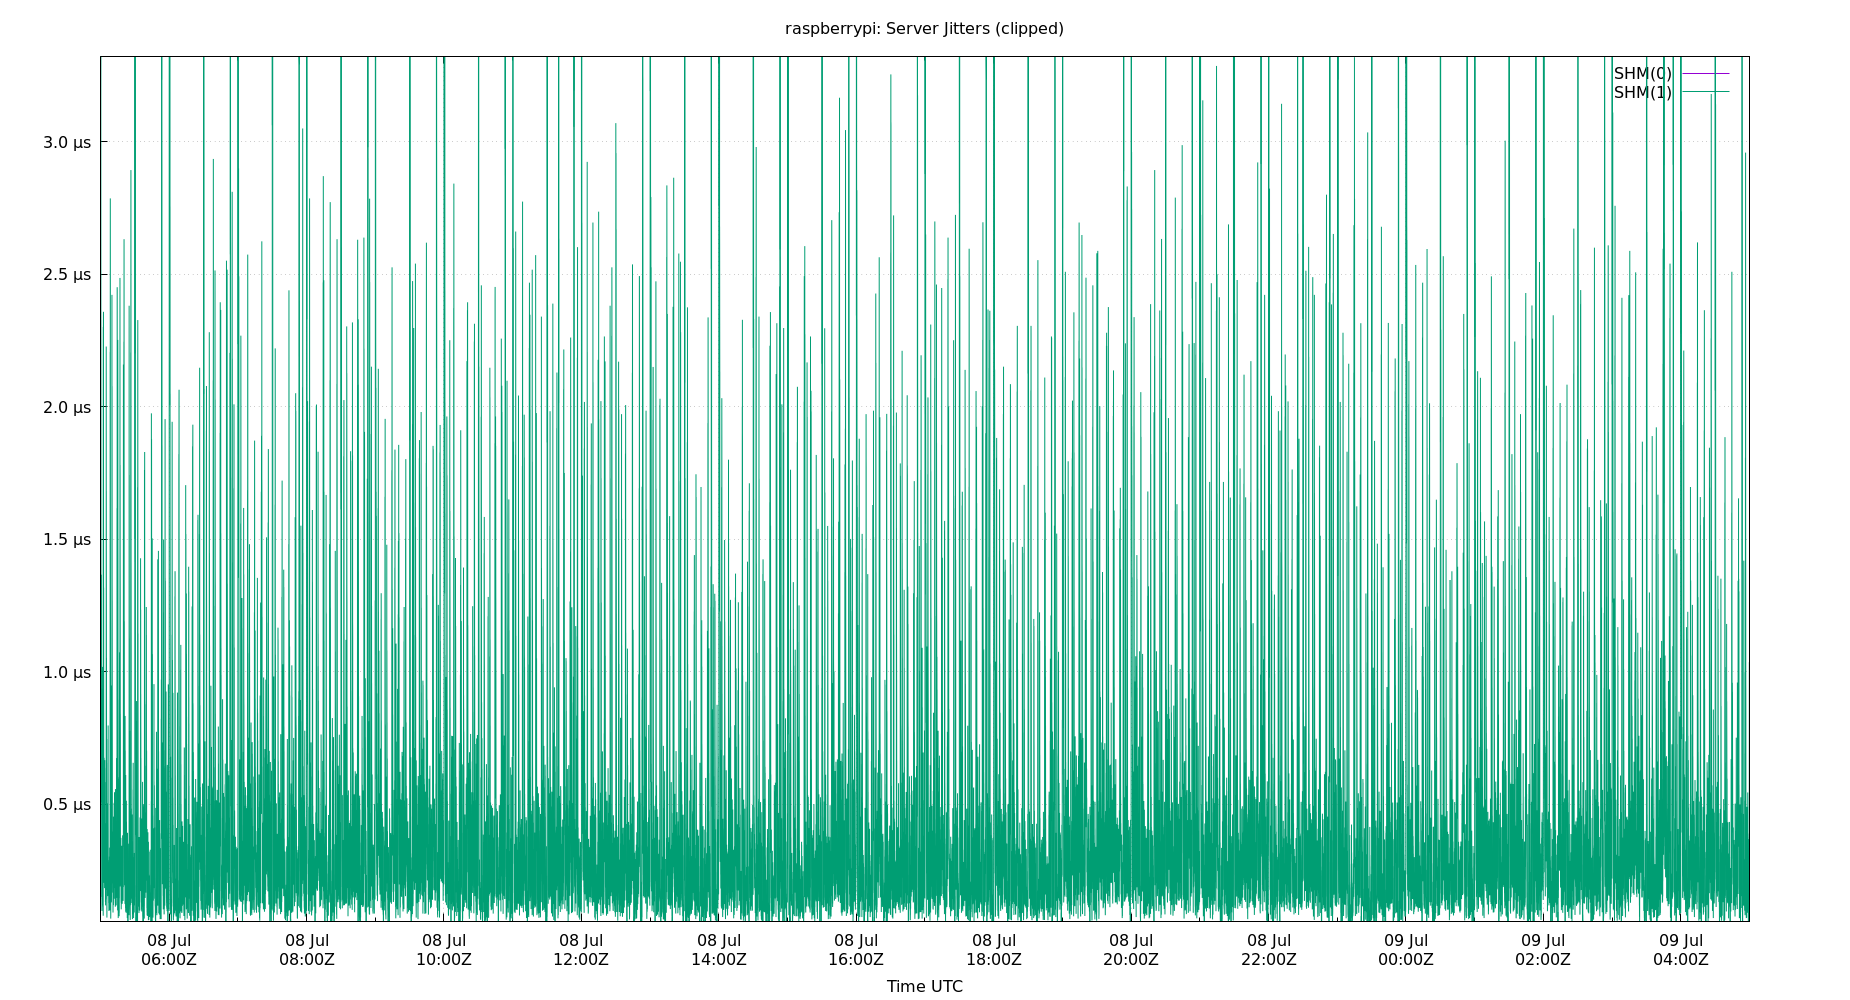 raspberrypi: Server Jitters (clipped)
SHM(0)
SHM(1)
3.0 µs
2.5 µs
2.0 µs
1.5 µs
1.0 µs
0.5 µs
08 Jul 08 Jul 08 Jul 08 Jul 08 Jul 08 Jul 08 Jul 08 Jul 08 Jul 09 Jul 09 Jul 09 Jul
06:00Z 08:00Z 10:00Z 12:00Z 14:00Z 16:00Z 18:00Z 20:00Z 22:00Z 00:00Z 02:00Z 04:00Z
Time UTC